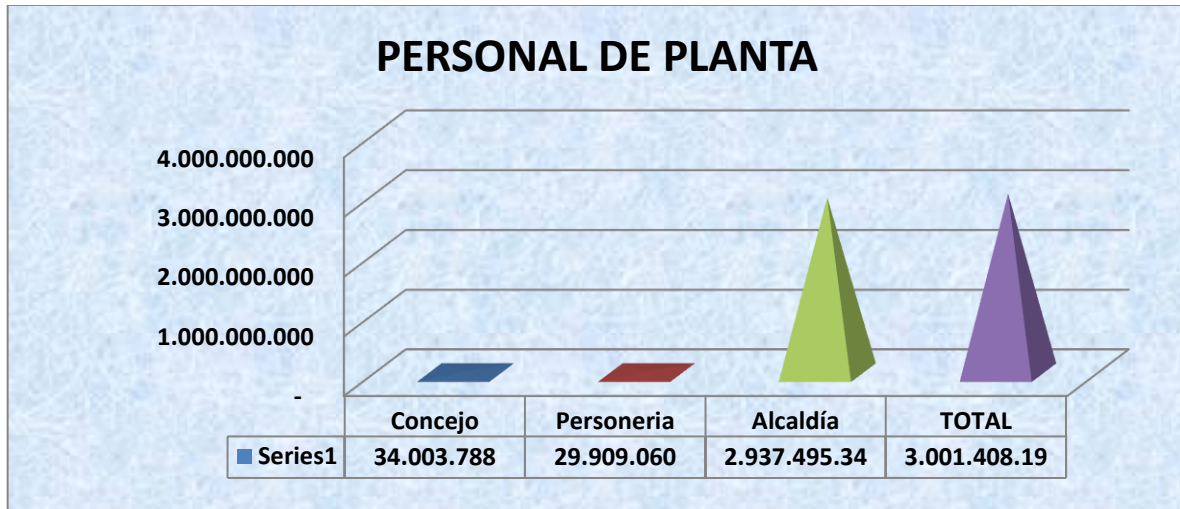 PERSONAL DE PLANTA
4.000.000.000
3.000.000.000
2.000.000.000
1.000.000.000
-
Concejo Personeria Alcaldía TOTAL
Series1 34.003.788 29.909.060 2.937.495.34 3.001.408.19